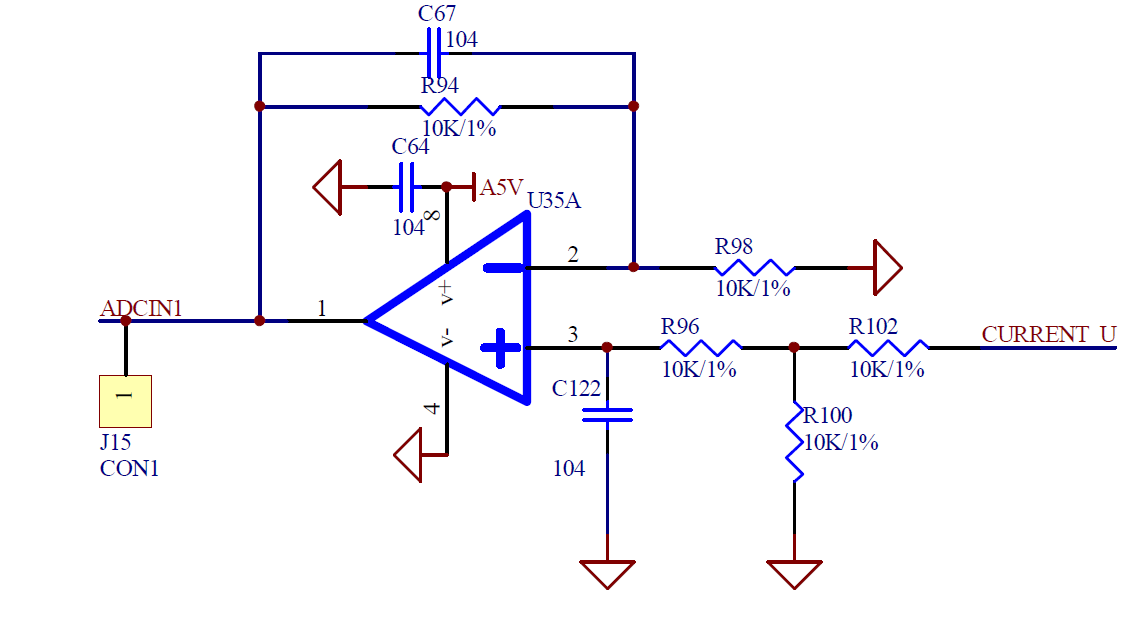 C67
104
R94
10K/1%
C64
A5V
104
8
U35A
2
R98
10K/1%
V+
ADCIN1
1
V-
3
R96
10K/1%
R102
10K/1%
CURRENT_U
1
4
C122
R100
10K/1%
J15
CON1
104